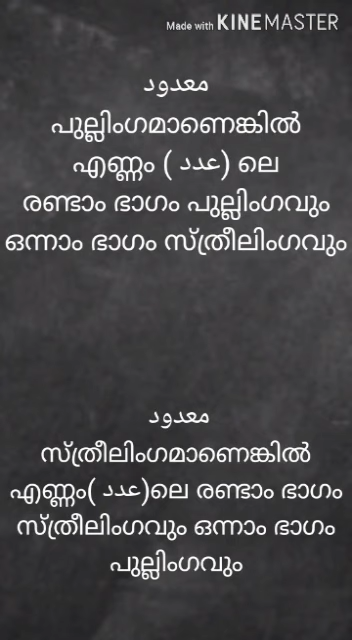 Made with KINEMASTER
معدود
പുല്ലിംഗമാണെങ്കിൽ
എണ്ണം ( عدد) ലെ
രണ്ടാം ഭാഗം പുല്ലിംഗവും
ഒന്നാം ഭാഗം സ്ത്രീലിംഗവും
معدود
സ്ത്രീലിംഗമാണെങ്കിൽ
എണ്ണം( عدد)ലെ രണ്ടാം ഭാഗം
സ്ത്രീലിംഗവും ഒന്നാം ഭാഗം
പുല്ലിംഗവും